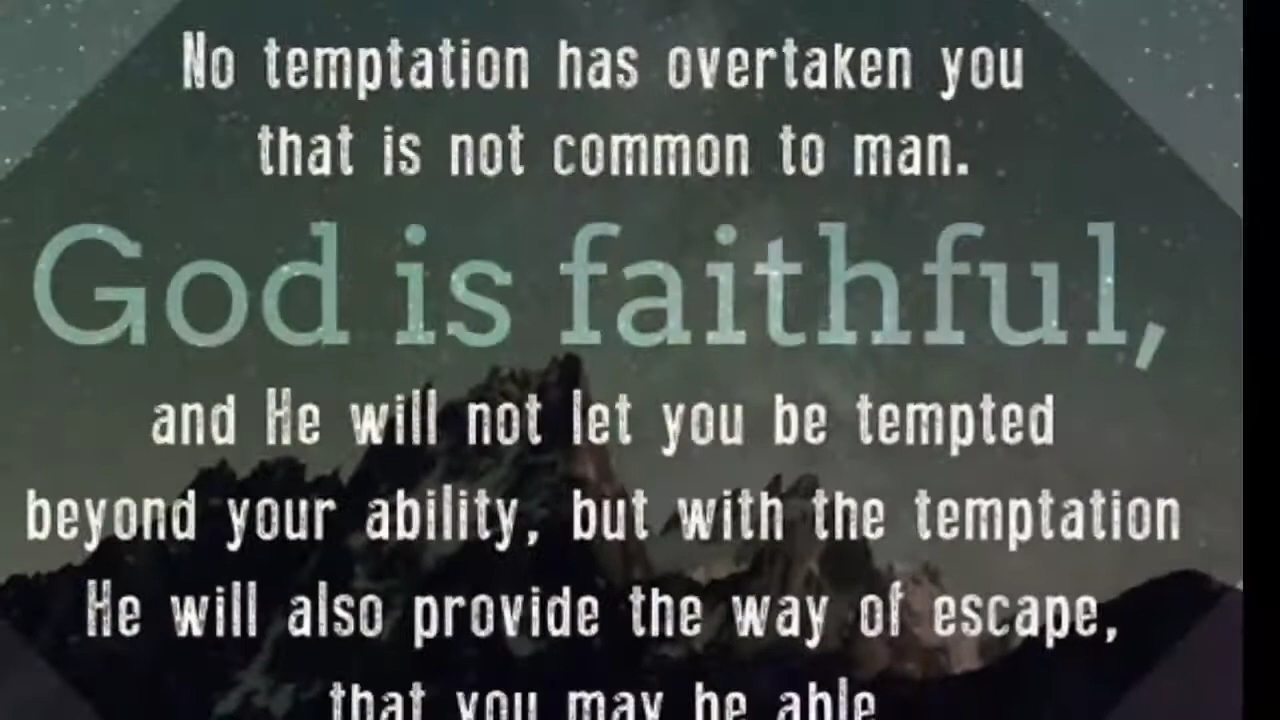 No temptation has overtaken you
that is not common to man.
God is faithful,
and He will not let you be tempted
beyond your ability, but with the temptation
He will also provide the way of escape,
that you may be able